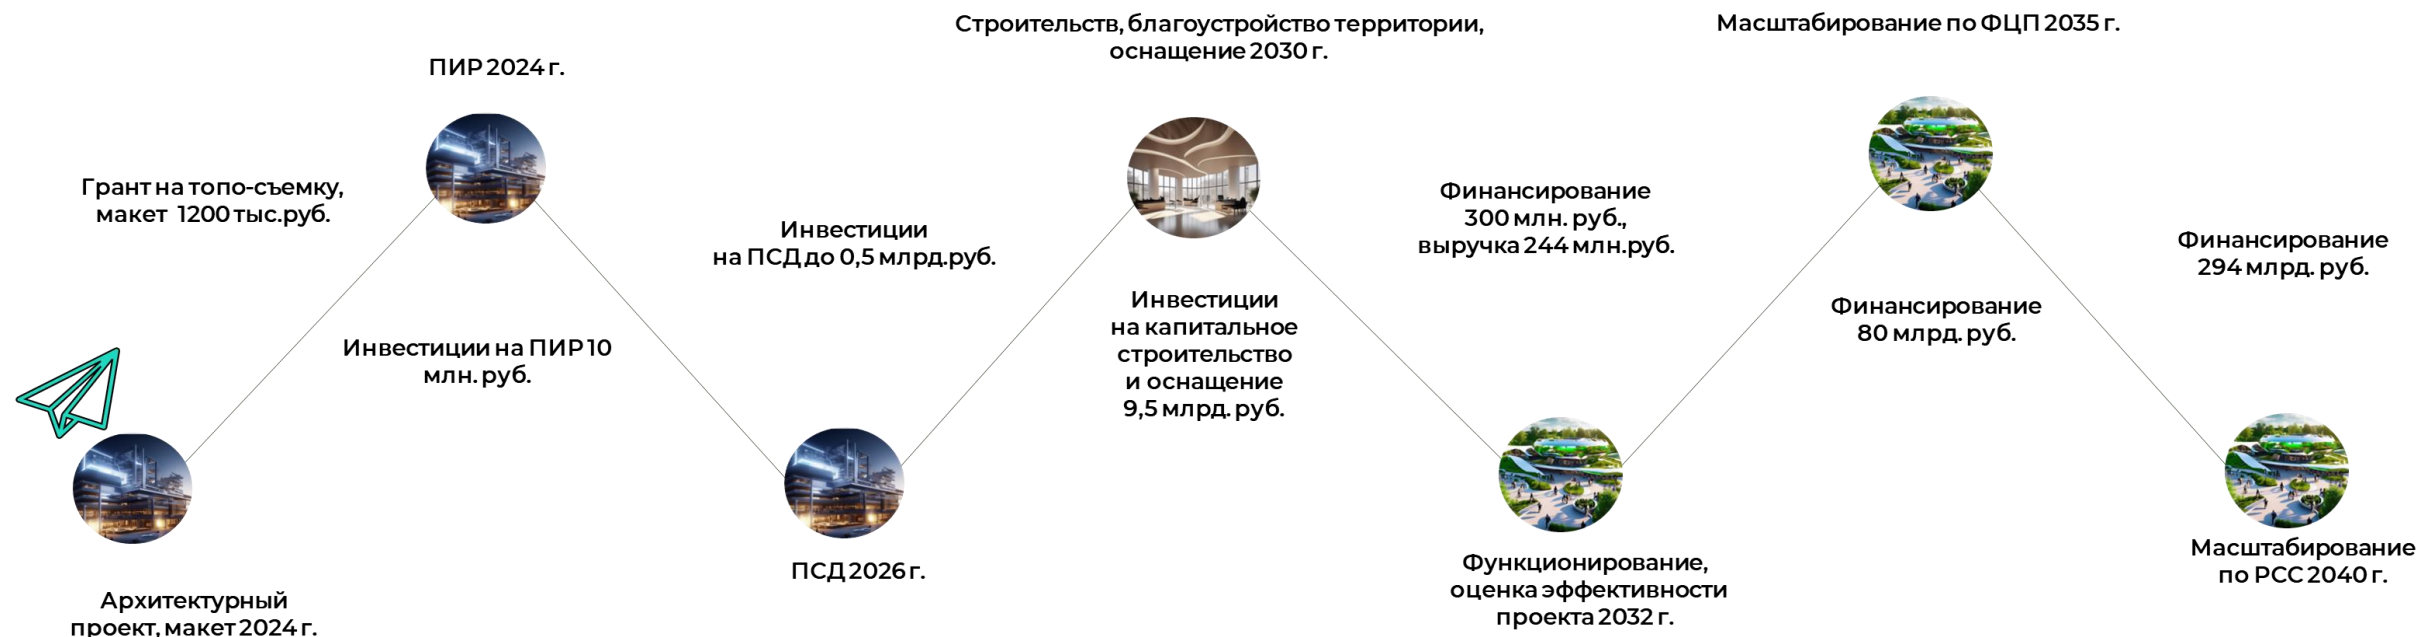 Строительств, благоустройство территории,
оснащение 2030 г.
Масштабирование по ФЦП 2035 г.
ПИР 2024 г.
Грант на топо-съемку,
макет 1200 тыс.руб.
Инвестиции
на ПСД до 0,5 млрд.руб.
Финансирование
300 млн. руб.,
выручка 244 млн.руб.
Финансирование
294 млрд. руб.
Инвестиции на ПИР 10
млн. руб.
Инвестиции
на капитальное
строительство
и оснащение
9,5 млрд. руб.
Финансирование
80 млрд. руб.
Архитектурный
проект, макет 2024 г.
ПСД 2026 г.
Функционирование,
оценка эффективности
проекта 2032 г.
Масштабирование
по РСС 2040 г.